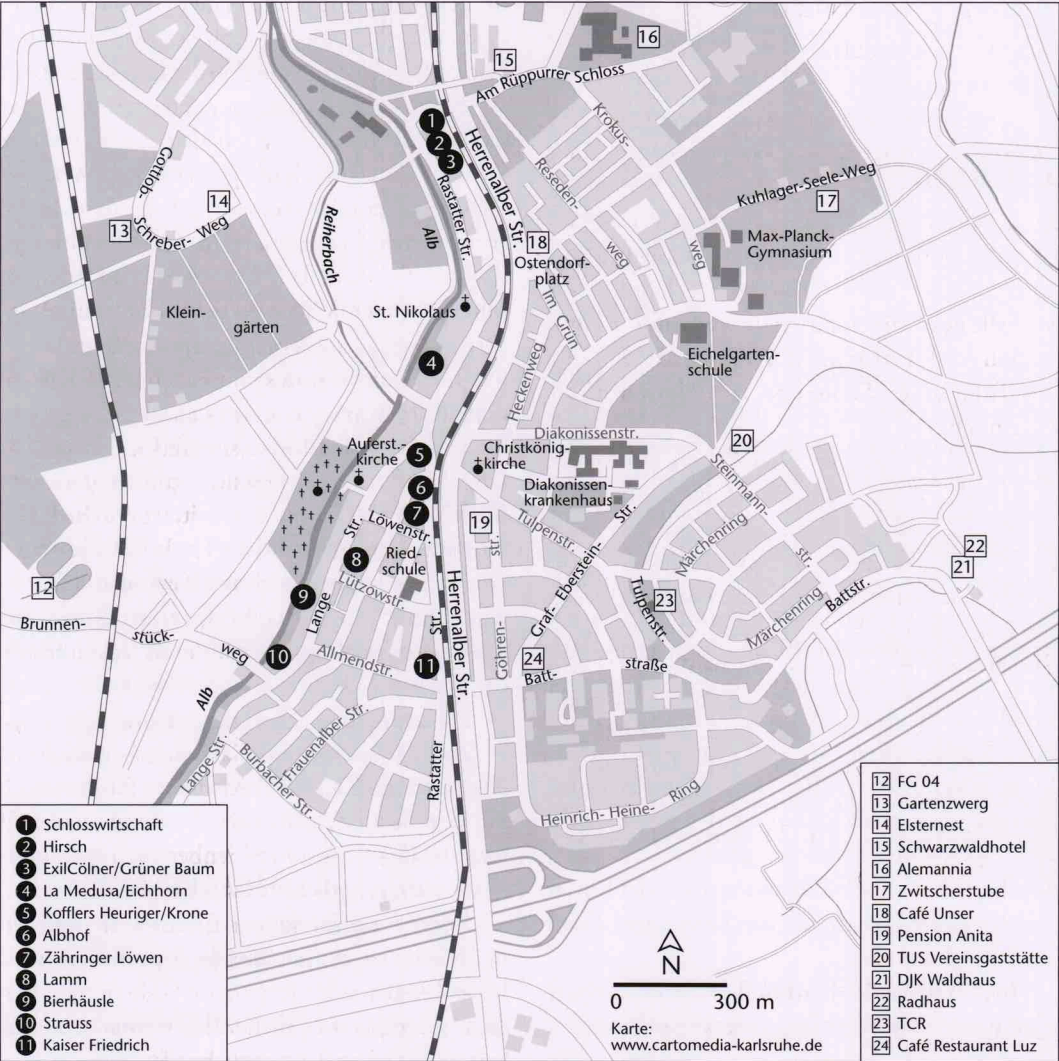 16
15
Am Rüppurrer Schloss
1
2
3
Herrenalber Str.
Krokus-
weg
Reseden-
weg
Kuhlager-Seele-Weg
17
Gottlob-
Schreber- Weg
14
13
Rastatter Str.
Alb
Reiherbach
18
Ostendorf-
platz
Max-Planck-
Gymnasium
Im Grün
St. Nikolaus
Klein-
gärten
Eichelgarten-
schule
4
Heckenweg
Diakonissenstr.
20
Auferst.-
kirche
5
Christkönig-
kirche
Steinmann-
str.
6
Diakonissen-
krankenhaus
7
19
Löwenstr.
Tulpenstr.
Märchenring
8
Ried-
schule
22
21
12
Lützowstr.
Graf- Eberstein-
Str.
Tulpenstr.
23
Battstr.
9
Lange
Str.
Herrenalber Str.
Göhren-
str.
Märchenring
Brunnen-
stück-
weg
10
Allmendstr.
11
24
Batt-
straße
Alb
Lange Str.
Frauenalber Str.
Burbacher Str.
Rastatter
Str.
Heinrich- Heine- Ring
1 Schlosswirtschaft
2 Hirsch
3 ExilCölner/Grüner Baum
4 La Medusa/Eichhorn
5 Kofflers Heuriger/Krone
6 Albhof
7 Zähringer Löwen
8 Lamm
9 Bierhäusle
10 Strauss
11 Kaiser Friedrich
N
0 300 m
Karte:
www.cartomedia-karlsruhe.de
12 FG 04
13 Gartenzwerg
14 Elsternest
15 Schwarzwaldhotel
16 Alemannia
17 Zwitscherstube
18 Café Unser
19 Pension Anita
20 TUS Vereinsgaststätte
21 DJK Waldhaus
22 Radhaus
23 TCR
24 Café Restaurant Luz